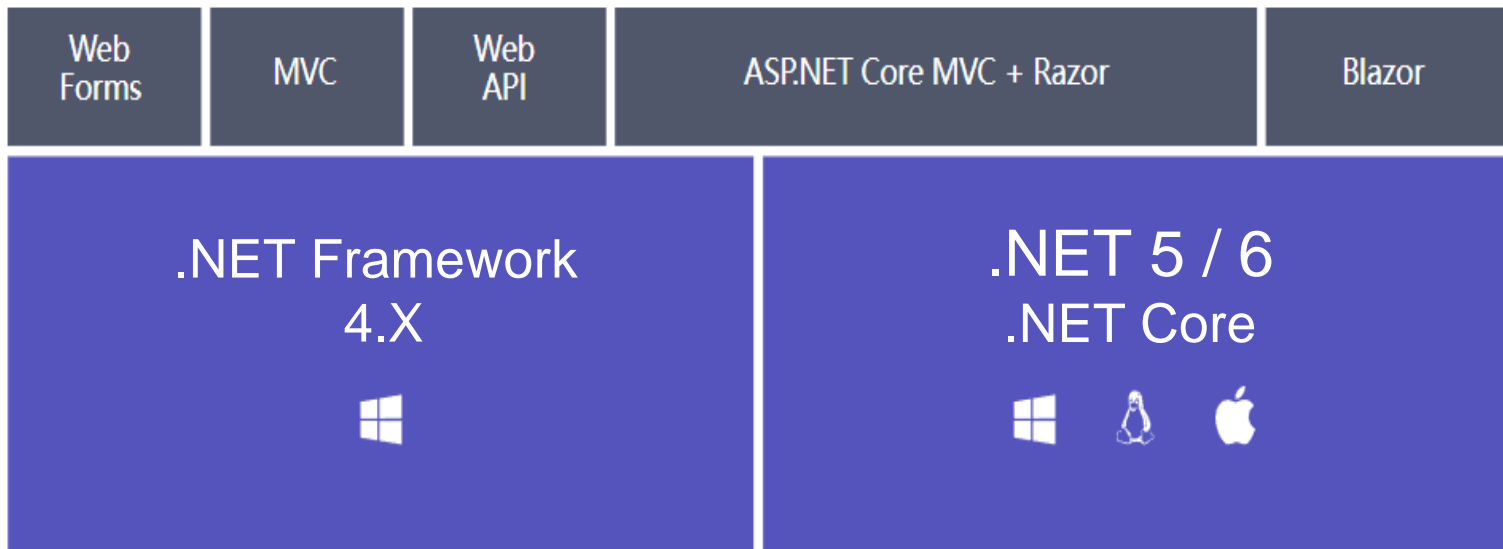 Web
Forms
MVC
Web
API
ASP.NET Core MVC + Razor
Blazor
.NET Framework
4.X
.NET 5 / 6
.NET Core